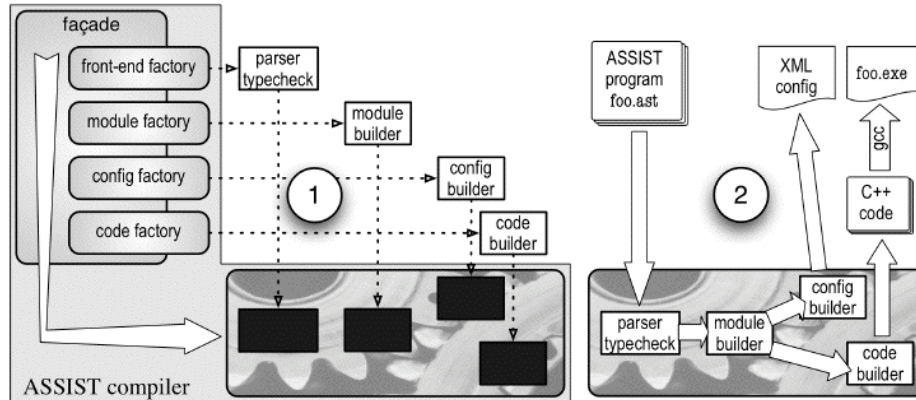 façade
front-end factory
module factory
config factory
code factory
parser
typecheck
module
builder
config
builder
code
builder
1
ASSIST compiler
ASSIST
program
foo.ast
XML
config
foo.exe
gcc
C++
code
2
parser
typecheck
module
builder
config
builder
code
builder